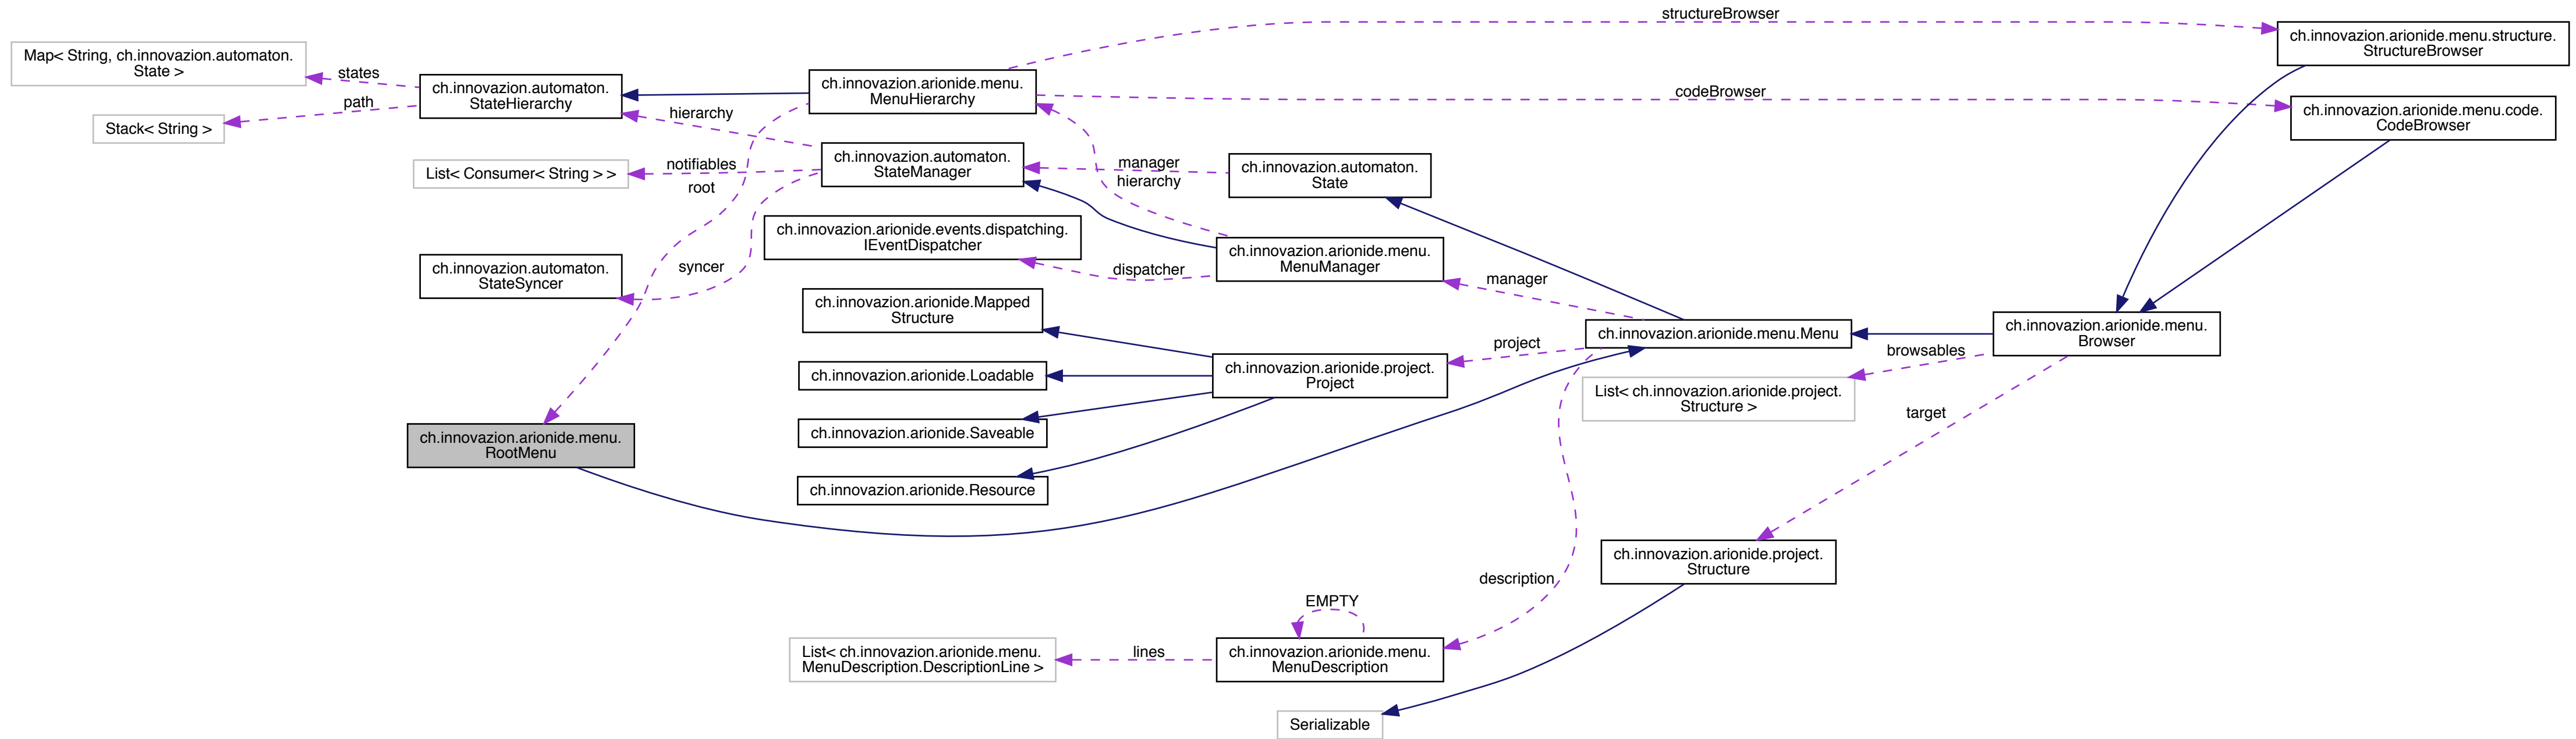 structureBrowser
ch.innovazion.arionide.menu.structure.
StructureBrowser
Map< String, ch.innovazion.automaton.
State >
states
path
Stack< String >
ch.innovazion.automaton.
StateHierarchy
ch.innovazion.arionide.menu.
MenuHierarchy
codeBrowser
ch.innovazion.arionide.menu.code.
CodeBrowser
hierarchy
notifiables
root
List< Consumer< String > >
ch.innovazion.automaton.
StateManager
manager
hierarchy
ch.innovazion.automaton.
State
ch.innovazion.arionide.events.dispatching.
IEventDispatcher
ch.innovazion.arionide.menu.
MenuManager
dispatcher
syncer
ch.innovazion.automaton.
StateSyncer
manager
ch.innovazion.arionide.Mapped
Structure
ch.innovazion.arionide.menu.Menu
ch.innovazion.arionide.menu.
Browser
project
browsables
ch.innovazion.arionide.Loadable
ch.innovazion.arionide.project.
Project
List< ch.innovazion.arionide.project.
Structure >
target
ch.innovazion.arionide.Saveable
ch.innovazion.arionide.menu.
RootMenu
ch.innovazion.arionide.Resource
ch.innovazion.arionide.project.
Structure
description
EMPTY
List< ch.innovazion.arionide.menu.
MenuDescription.DescriptionLine >
lines
ch.innovazion.arionide.menu.
MenuDescription
Serializable